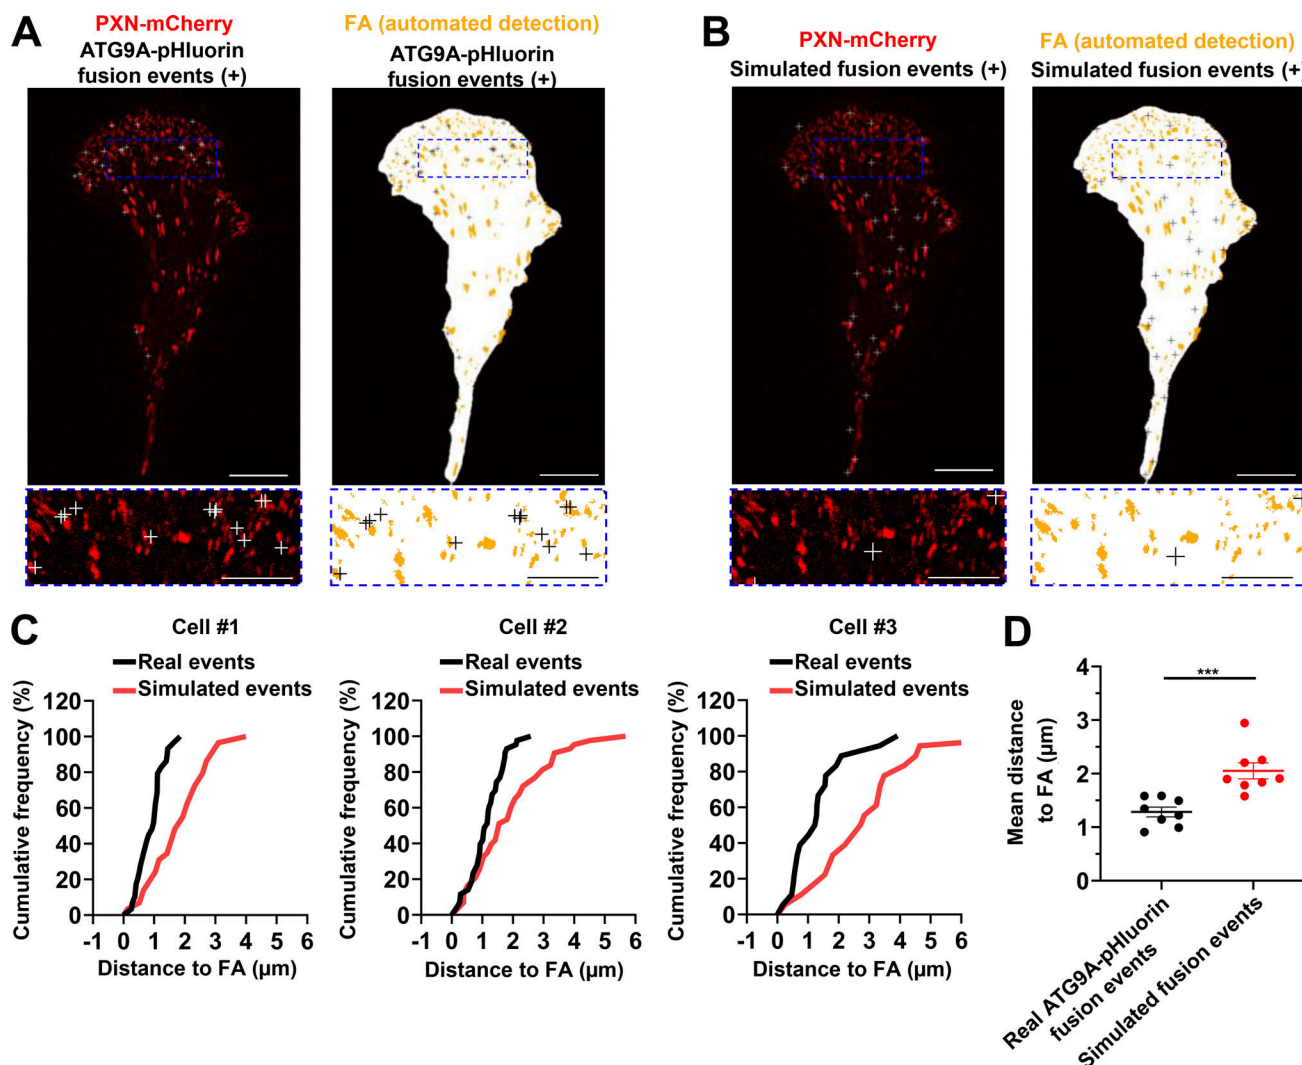 A
PXN-mCherry
ATG9A-pHluorin
fusion events (+)
FA (automated detection)
ATG9A-pHluorin
fusion events (+)
B
PXN-mCherry
Simulated fusion events (+)
FA (automated detection)
Simulated fusion events (+)
C
Cell #1
Real events
Simulated events
Cumulative frequency (%)
120
100
80
60
40
20
0
-1 0 1 2 3 4 5 6
Distance to FA (µm)
Cell #2
Real events
Simulated events
Cumulative frequency (%)
120
100
80
60
40
20
0
-1 0 1 2 3 4 5 6
Distance to FA (µm)
Cell #3
Real events
Simulated events
Cumulative frequency (%)
120
100
80
60
40
20
0
-1 0 1 2 3 4 5 6
Distance to FA (µm)
D
Mean distance
to FA (µm)
4
3
2
1
0
***
Real ATG9A-pHluorin
fusion events
Simulated fusion events